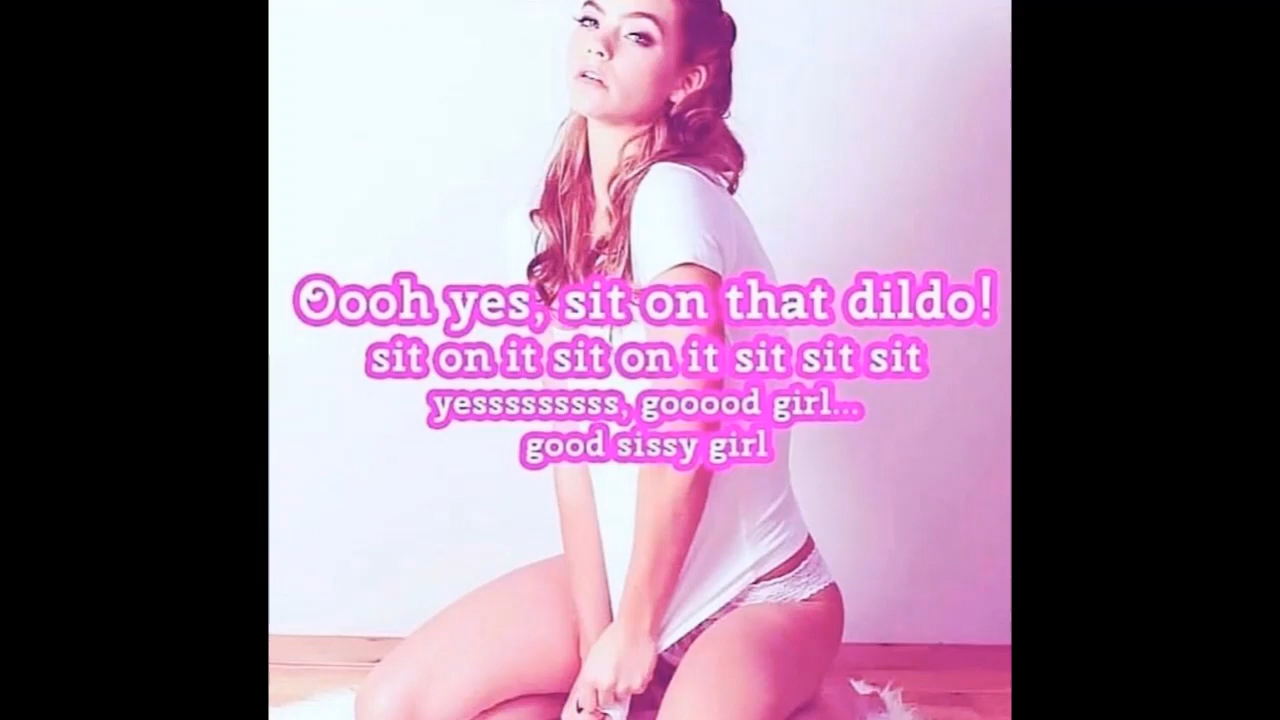 Oooh yes, sit on that dildo!
sit on it sit on it sit sit sit
yesssssssss, gooood girl...
good sissy girl